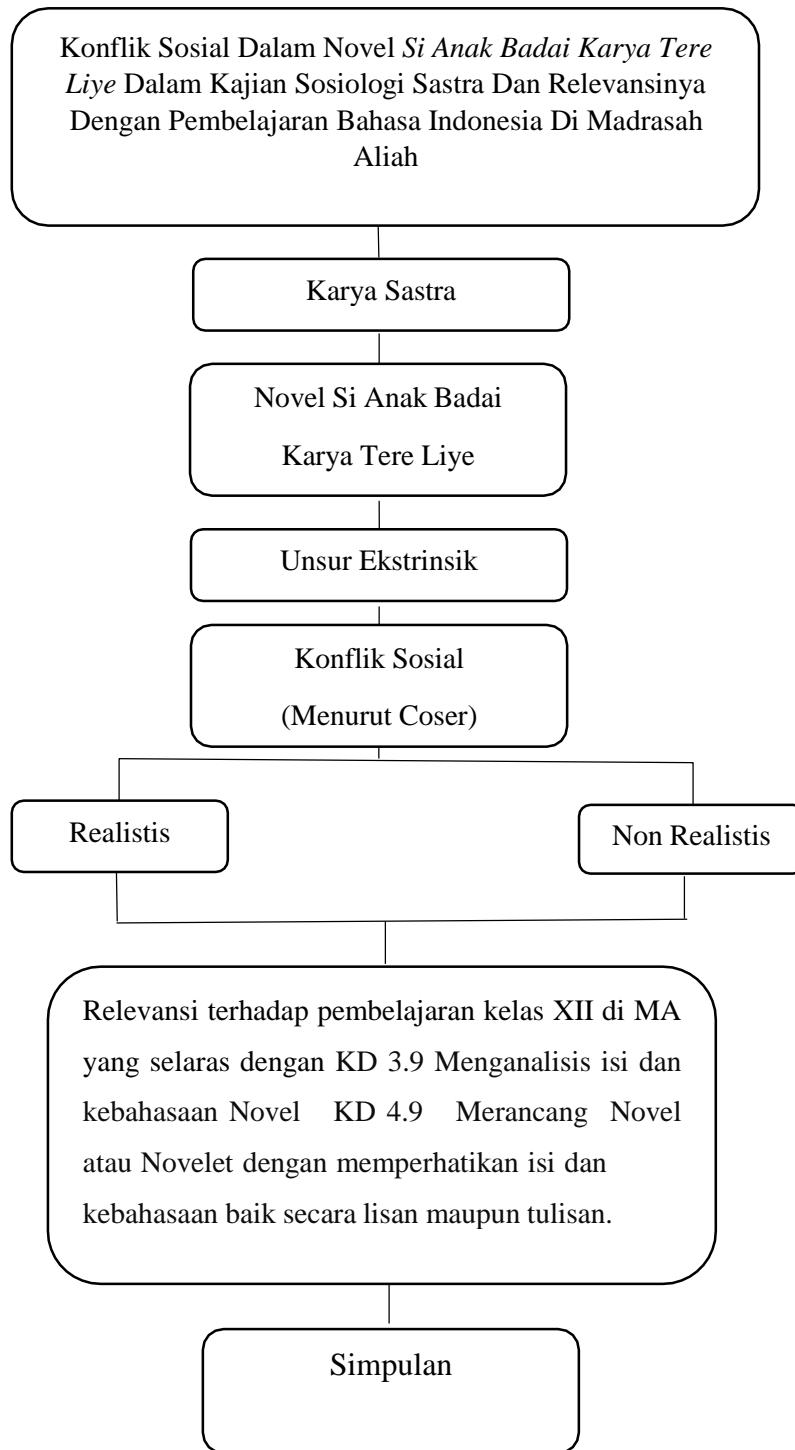 Konflik Sosial Dalam Novel Si Anak Badai Karya Tere
Liye Dalam Kajian Sosiologi Sastra Dan Relevansinya
Dengan Pembelajaran Bahasa Indonesia Di Madrasah
Aliah
Karya Sastra
Novel Si Anak Badai
Karya Tere Liye
Unsur Ekstrinsik
Konflik Sosial
(Menurut Coser)
Realistis
Non Realistis
Relevansi terhadap pembelajaran kelas XII di MA
yang selaras dengan KD 3.9 Menganalisis isi dan
kebahasaan Novel KD 4.9 Merancang Novel
atau Novelet dengan memperhatikan isi dan
kebahasaan baik secara lisan maupun tulisan.
Simpulan